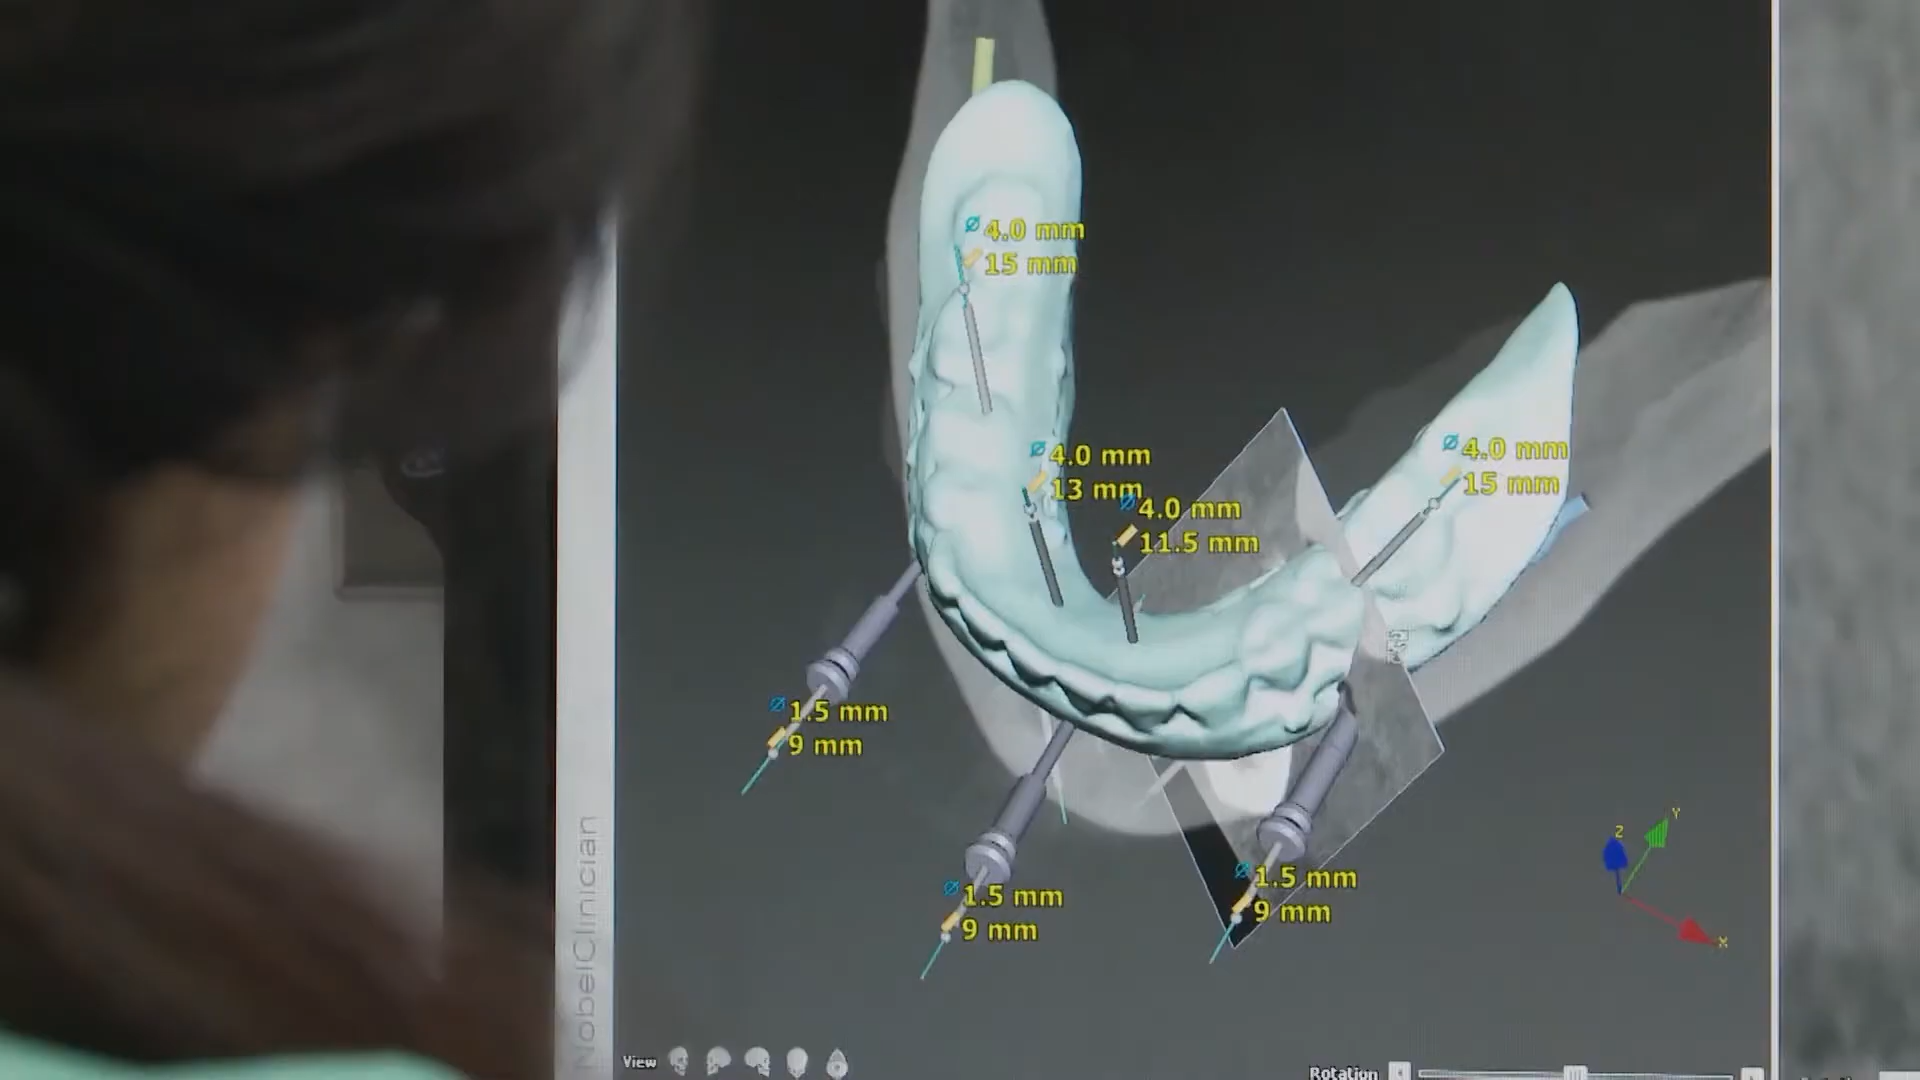 Ø 4.0 mm
15 mm
Ø 4.0 mm
13 mm
Ø 4.0 mm
11.5 mm
Ø 4.0 mm
15 mm
Ø 1.5 mm
9 mm
Ø 1.5 mm
9 mm
Ø 1.5 mm
9 mm
Z
Y
X
NobelClinician
View
Rotation